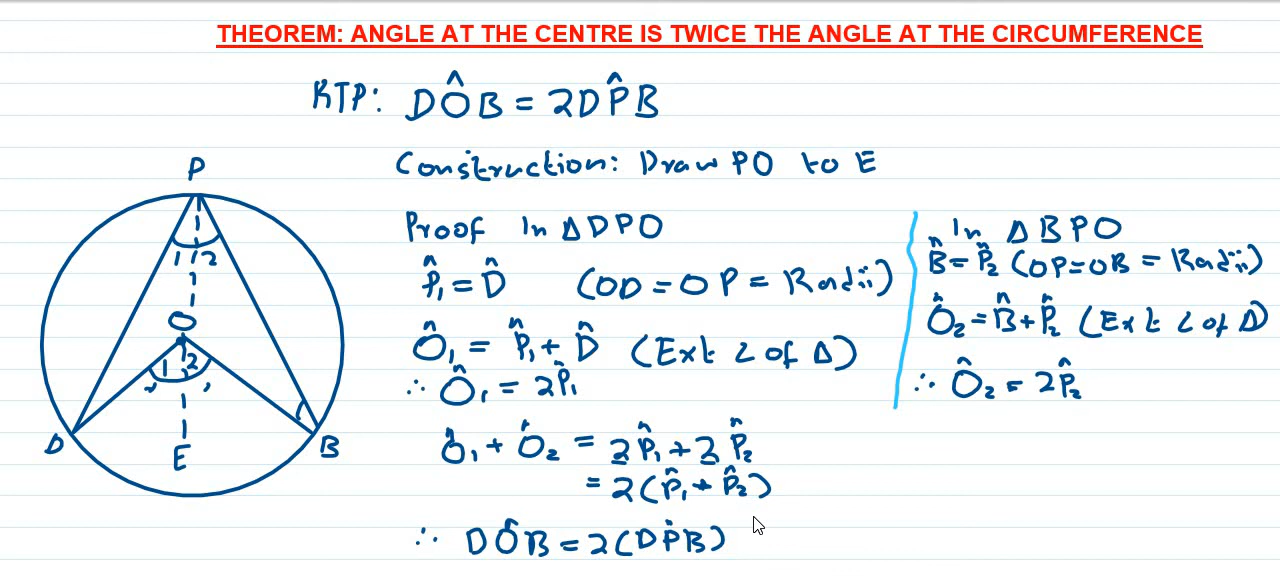 THEOREM: ANGLE AT THE CENTRE IS TWICE THE ANGLE AT THE CIRCUMFERENCE
RTP: DÔB = 2DP̂B
Construction: Draw PO to E
P
1 2
O
1 2
D
E
B
Proof In ΔDPO
P̂₁ = D̂ (OD = OP = Radii)
Ô₁ = P̂₁ + D̂ (Ext ∠ of Δ)
∴ Ô₁ = 2P̂₁
Ô₁ + Ô₂ = 2P̂₁ + 2P̂₂
= 2(P̂₁ + P̂₂)
∴ DÔB = 2(DP̂B)
In ΔBPO
B̂ = P̂₂ (OP = OB = Radii)
Ô₂ = B̂ + P̂₂ (Ext ∠ of Δ)
∴ Ô₂ = 2P̂₂